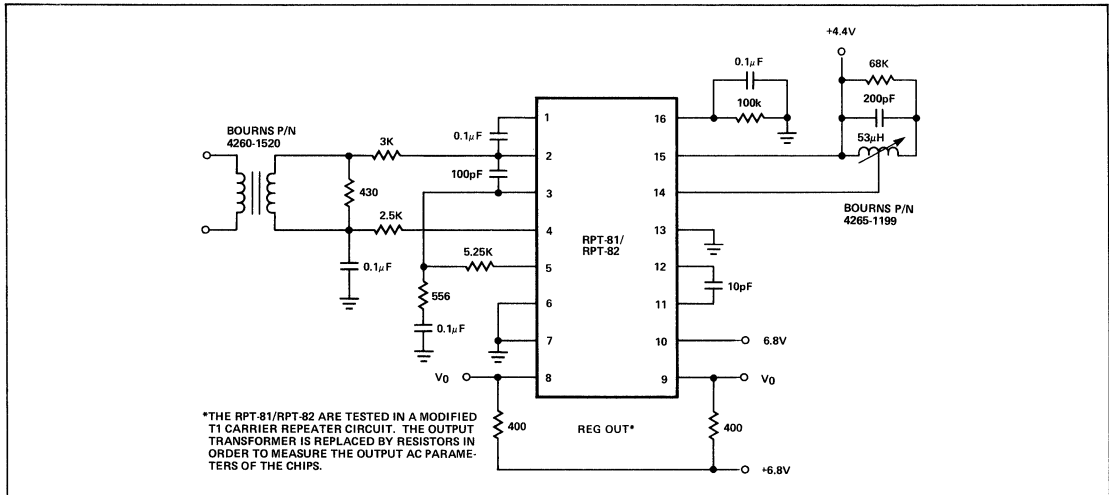 +4.4V
0.1μF
68K
100k
200pF
53μH
BOURNS P/N
4260-1520
3K
0.1μF
100pF
430
2.5K
0.1μF
5.25K
556
0.1μF
1
2
3
4
5
6
7
8
RPT-81/
RPT-82
16
15
14
13
12
11
10
9
BOURNS P/N
4265-1199
10pF
6.8V
V0
V0
400
REG OUT*
400
+6.8V
*THE RPT-81/RPT-82 ARE TESTED IN A MODIFIED
T1 CARRIER REPEATER CIRCUIT. THE OUTPUT
TRANSFORMER IS REPLACED BY RESISTORS IN
ORDER TO MEASURE THE OUTPUT AC PARAME-
TERS OF THE CHIPS.